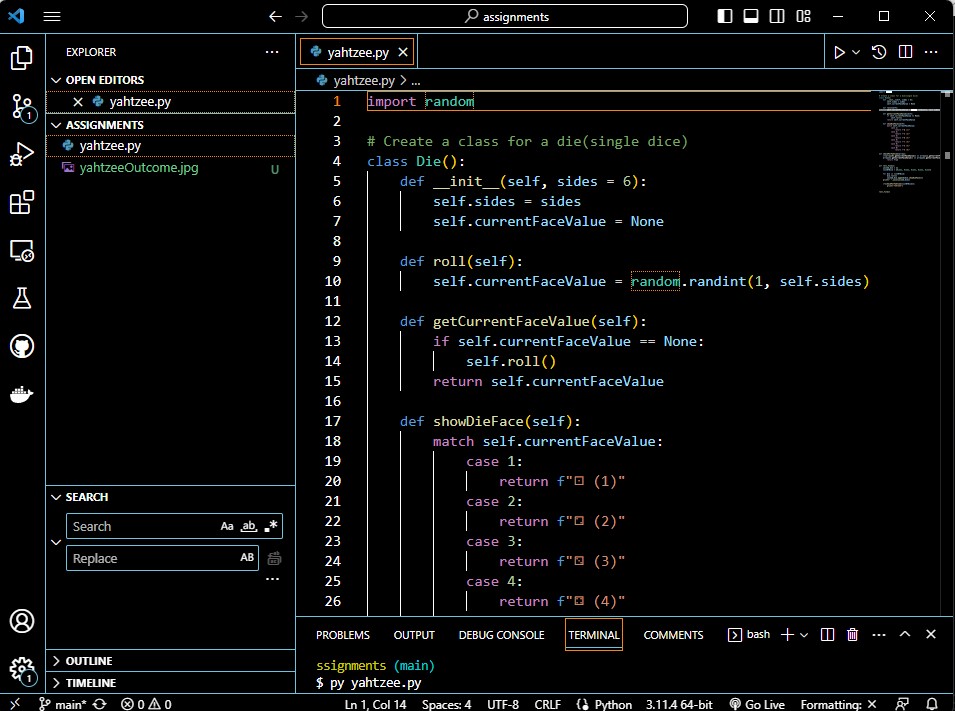 assignments
EXPLORER
OPEN EDITORS
yahtzee.py
ASSIGNMENTS
yahtzee.py
yahtzeeOutcome.jpg U
SEARCH
Search Aa ab .*
Replace AB
OUTLINE
TIMELINE
1
1
yahtzee.py
yahtzee.py > ...
1 import random
2
3 # Create a class for a die(single dice)
4 class Die():
5 def __init__(self, sides = 6):
6 self.sides = sides
7 self.currentFaceValue = None
8
9 def roll(self):
10 self.currentFaceValue = random.randint(1, self.sides)
11
12 def getCurrentFaceValue(self):
13 if self.currentFaceValue == None:
14 self.roll()
15 return self.currentFaceValue
16
17 def showDieFace(self):
18 match self.currentFaceValue:
19 case 1:
20 return f"⚀ (1)"
21 case 2:
22 return f"⚁ (2)"
23 case 3:
24 return f"⚂ (3)"
25 case 4:
26 return f"⚃ (4)"
PROBLEMS OUTPUT DEBUG CONSOLE TERMINAL COMMENTS bash
ssignments (main)
$ py yahtzee.py
main* 0 0 Ln 1, Col 14 Spaces: 4 UTF-8 CRLF Python 3.11.4 64-bit Go Live Formatting: ✕